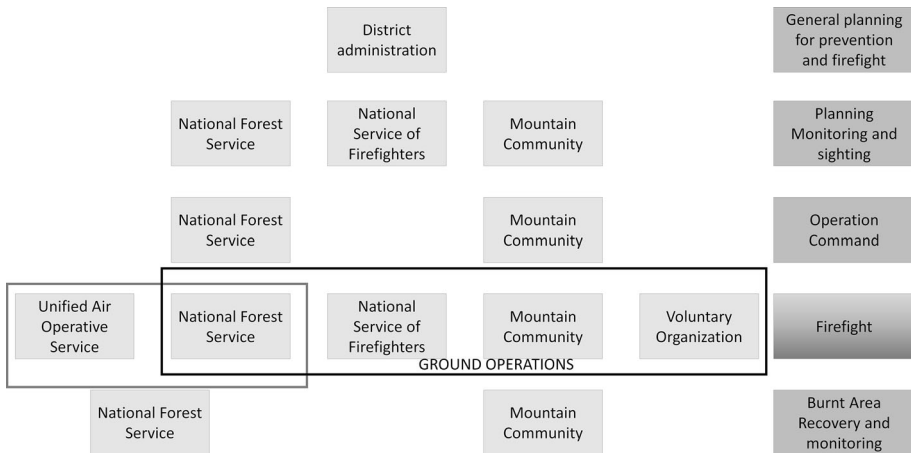 District
administration
General planning
for prevention
and firefight
National Forest
Service
National
Service of
Firefighters
Mountain
Community
Planning
Monitoring and
sighting
National Forest
Service
Mountain
Community
Operation
Command
Unified Air
Operative
Service
National Forest
Service
National
Service of
Firefighters
Mountain
Community
Voluntary
Organization
Firefight
GROUND OPERATIONS
National Forest
Service
Mountain
Community
Burnt Area
Recovery and
monitoring